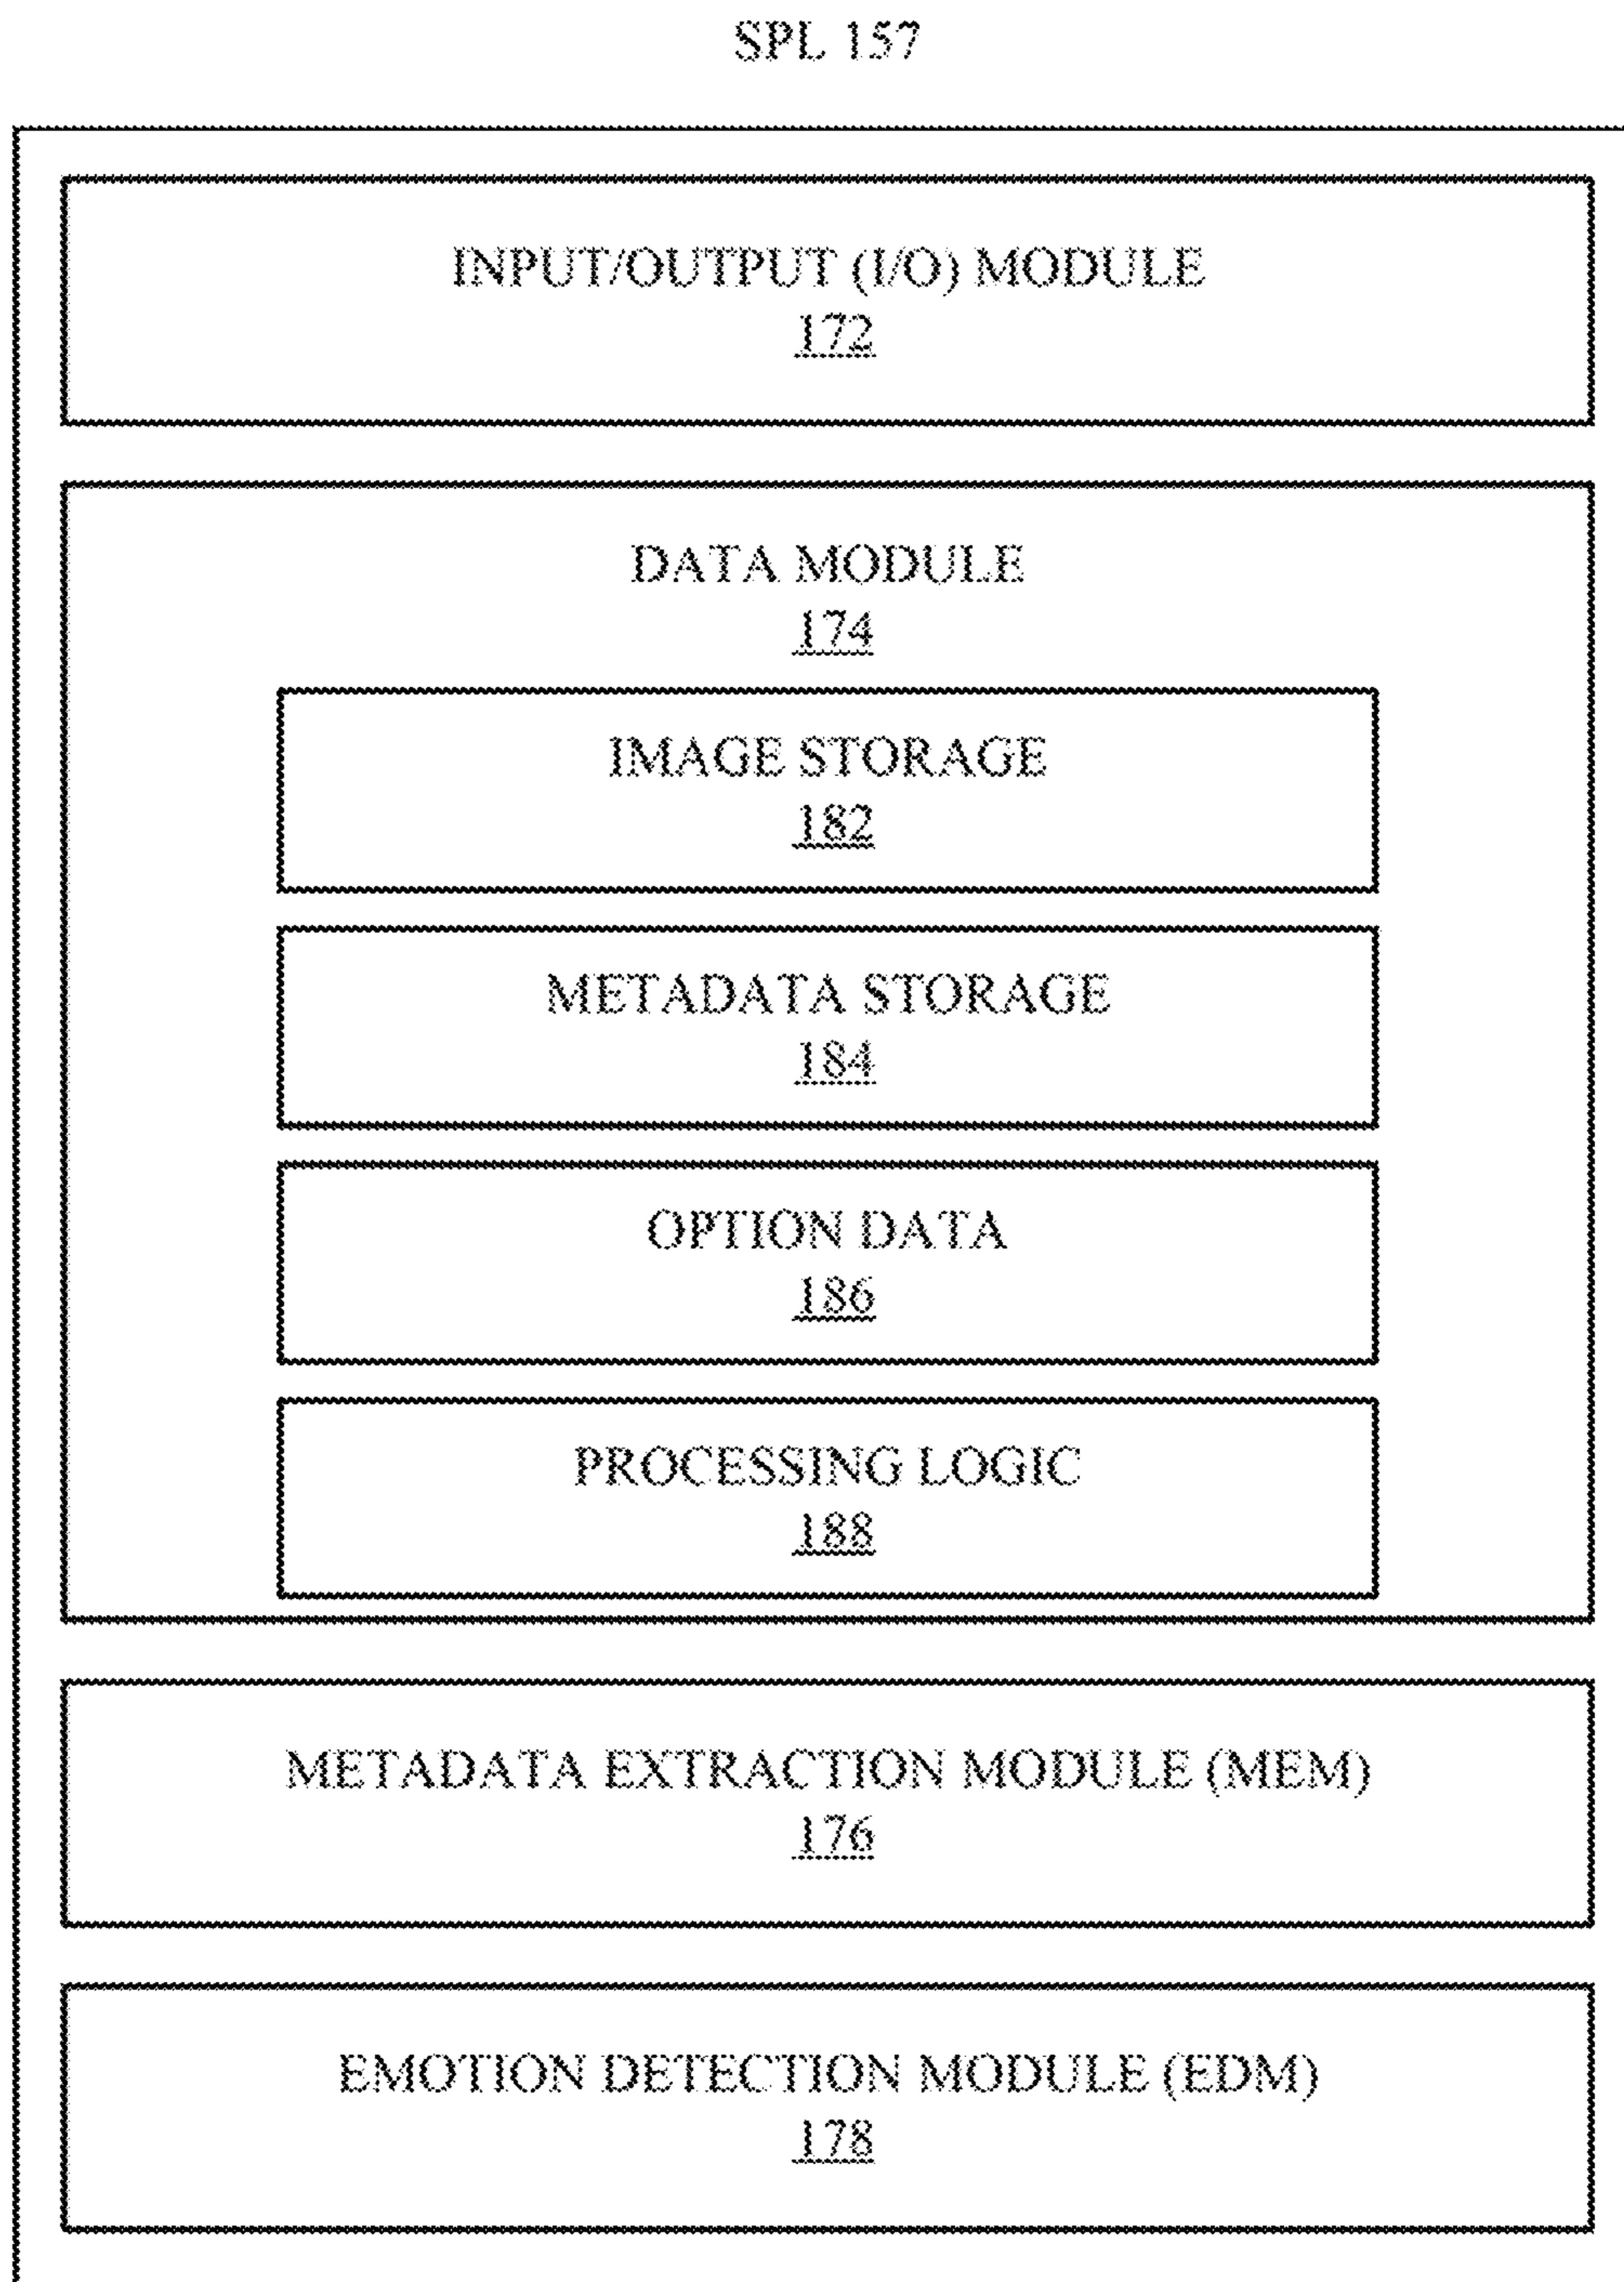 SPL 157
INPUT/OUTPUT (I/O) MODULE
172
DATA MODULE
174
IMAGE STORAGE
182
METADATA STORAGE
184
OPTION DATA
186
PROCESSING LOGIC
188
METADATA EXTRACTION MODULE (MEM)
176
EMOTION DETECTION MODULE (EDM)
178